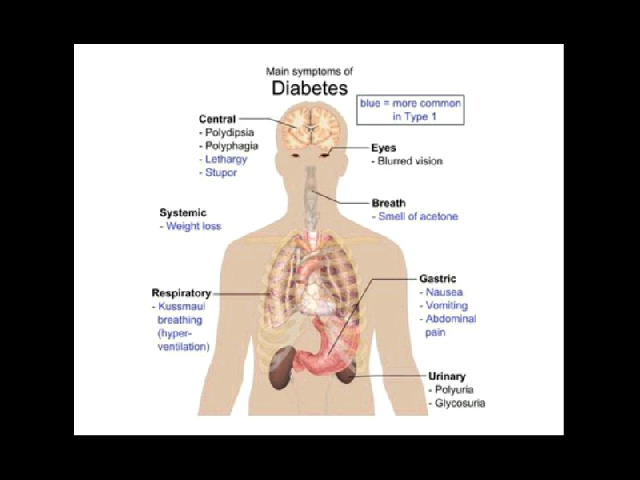 Main symptoms of
Diabetes
blue = more common
in Type 1
Central
- Polydipsia
- Polyphagia
- Lethargy
- Stupor
Eyes
- Blurred vision
Breath
- Smell of acetone
Systemic
- Weight loss
Respiratory
- Kussmaul
breathing
(hyper-
ventilation)
Gastric
- Nausea
- Vomiting
- Abdominal
pain
Urinary
- Polyuria
- Glycosuria